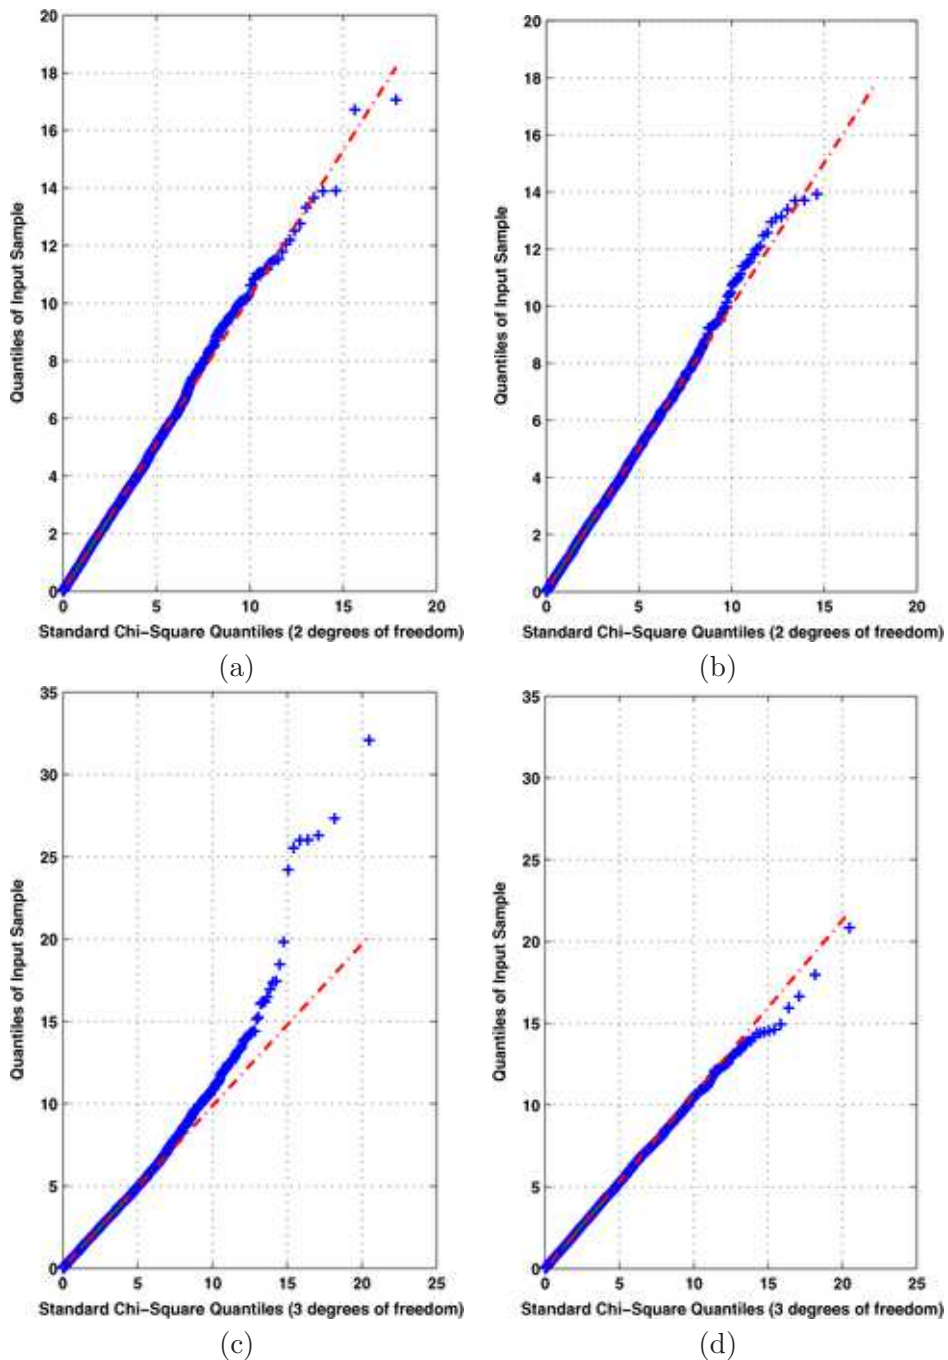 20
18
16
14
12
10
8
6
4
2
0
0 5 10 15 20
Quantiles of Input Sample
Standard Chi-Square Quantiles (2 degrees of freedom)
(a)
20
18
16
14
12
10
8
6
4
2
0
0 5 10 15 20
Quantiles of Input Sample
Standard Chi-Square Quantiles (2 degrees of freedom)
(b)
35
30
25
20
15
10
5
0
0 5 10 15 20 25
Quantiles of Input Sample
Standard Chi-Square Quantiles (3 degrees of freedom)
(c)
35
30
25
20
15
10
5
0
0 5 10 15 20 25
Quantiles of Input Sample
Standard Chi-Square Quantiles (3 degrees of freedom)
(d)